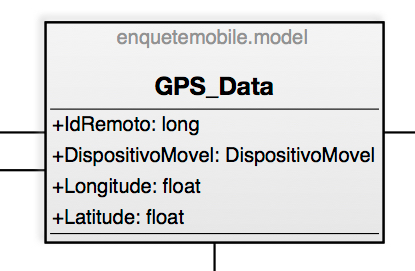 enquetemobile.model
GPS_Data
+IdRemoto: long
+DispositivoMovel: DispositivoMovel
+Longitude: float
+Latitude: float